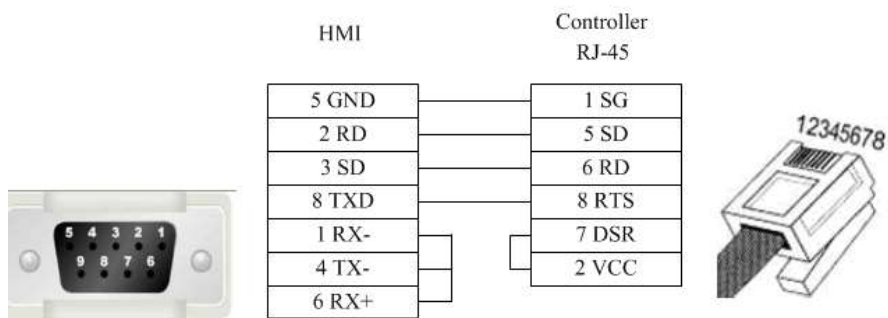 HMI
Controller
RJ-45
5 GND
1 SG
2 RD
5 SD
3 SD
6 RD
8 TXD
8 RTS
1 RX-
7 DSR
4 TX-
2 VCC
6 RX+
5 4 3 2 1
9 8 7 6
12345678